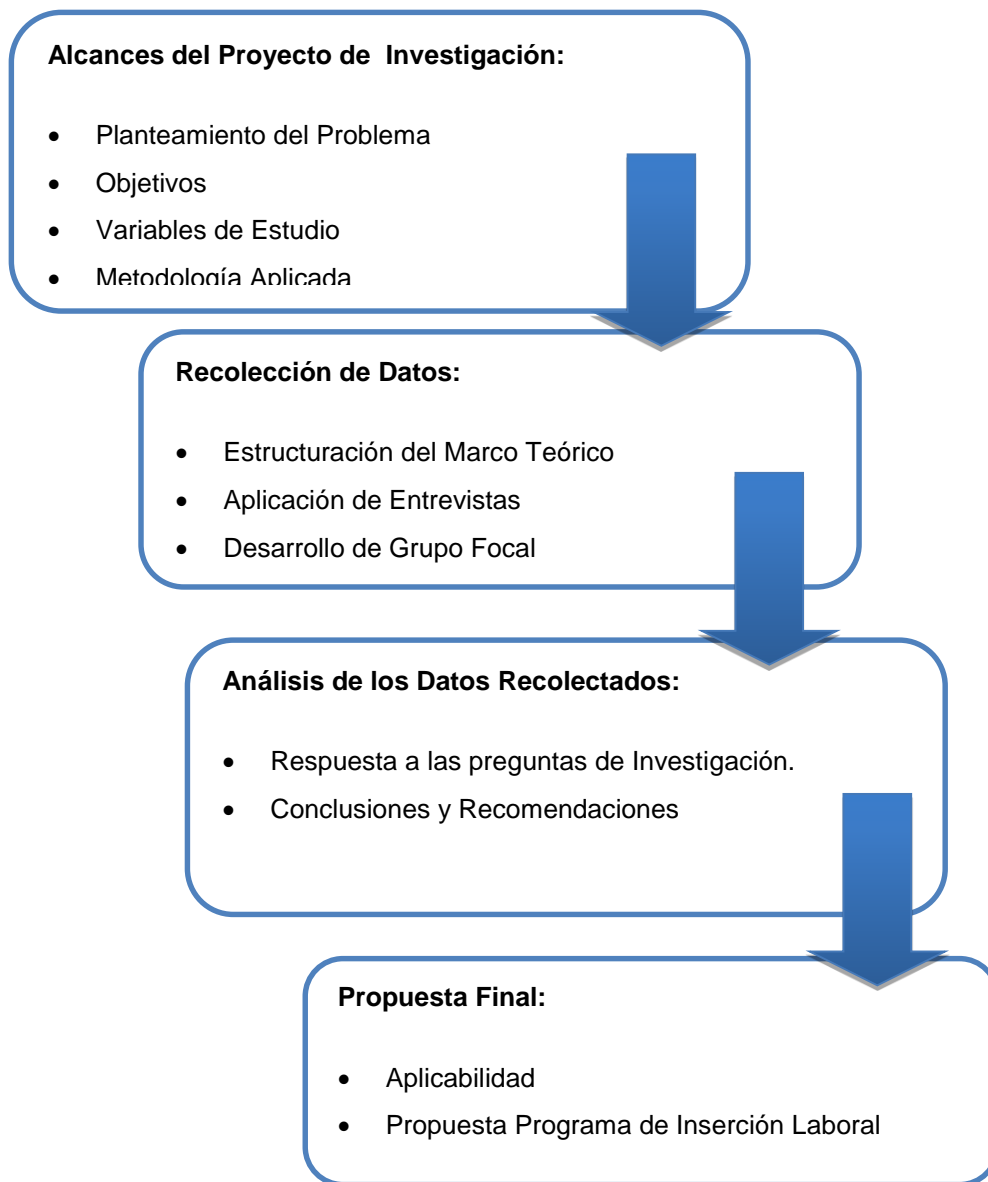 Alcances del Proyecto de Investigación:
• Planteamiento del Problema
• Objetivos
• Variables de Estudio
• Metodología Aplicada
Recolección de Datos:
• Estructuración del Marco Teórico
• Aplicación de Entrevistas
• Desarrollo de Grupo Focal
Análisis de los Datos Recolectados:
• Respuesta a las preguntas de Investigación.
• Conclusiones y Recomendaciones
Propuesta Final:
• Aplicabilidad
• Propuesta Programa de Inserción Laboral